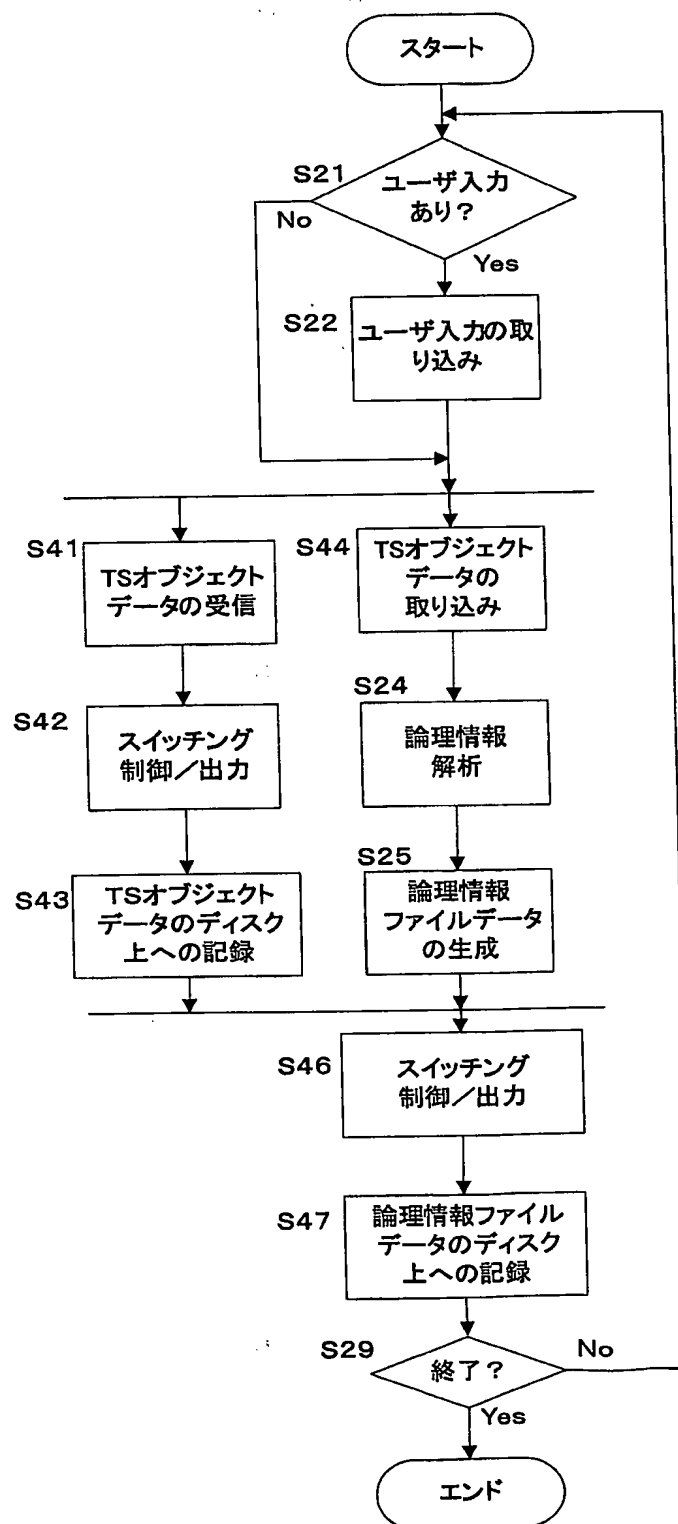 スタート
S21
ユーザ入力
あり？
No
Yes
S22
ユーザ入力の取
り込み
S41
TSオブジェクト
データの受信
S44
TSオブジェクト
データの
取り込み
S42
スイッチング
制御／出力
S24
論理情報
解析
S43
TSオブジェクト
データのディスク
上への記録
S25
論理情報
ファイルデータ
の生成
S46
スイッチング
制御／出力
S47
論理情報ファイル
データのディスク
上への記録
S29
終了？
No
Yes
エンド